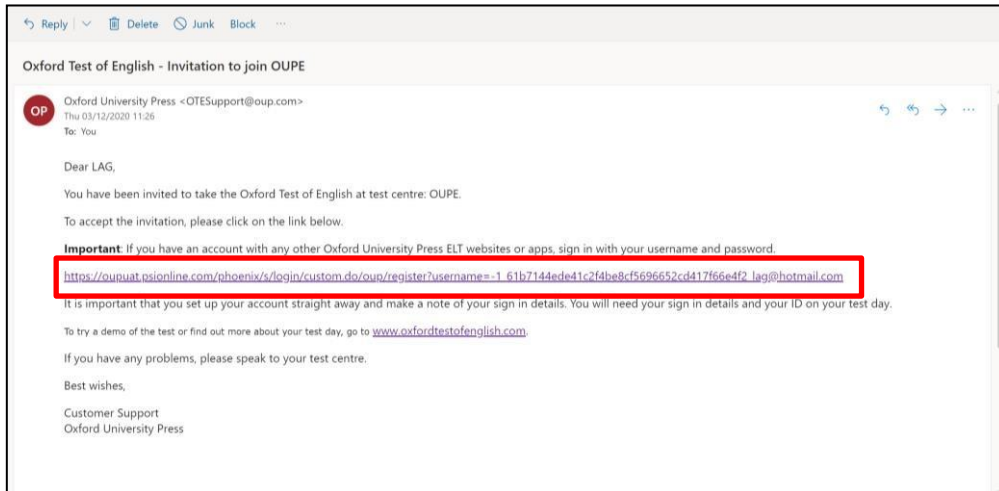 Reply Delete Junk Block ...
Oxford Test of English - Invitation to join OUPE
OP
Oxford University Press <OTESupport@oup.com>
Thu 03/12/2020 11:26
To: You
Dear LAG,
You have been invited to take the Oxford Test of English at test centre: OUPE.
To accept the invitation, please click on the link below.
Important: If you have an account with any other Oxford University Press ELT websites or apps, sign in with your username and password.
https://oupuat.psionline.com/phoenix/s/login/custom.do/oup/register?username=-1_61b7144ede41c2f4be8cf5696652cd417f66e4f2_lag@hotmail.com
It is important that you set up your account straight away and make a note of your sign in details. You will need your sign in details and your ID on your test day.
To try a demo of the test or find out more about your test day, go to www.oxfordtestofenglish.com.
If you have any problems, please speak to your test centre.
Best wishes,
Customer Support
Oxford University Press